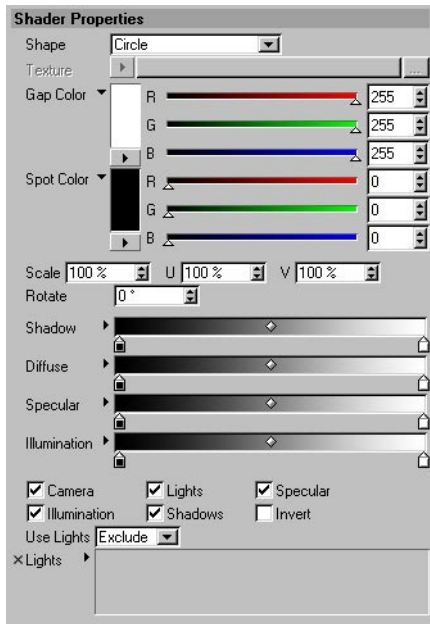 Shader Properties
Shape Circle
Texture ...
Gap Color R 255
G 255
B 255
Spot Color R 0
G 0
B 0
Scale 100 % U 100 % V 100 %
Rotate 0 °
Shadow
Diffuse
Specular
Illumination
Camera Lights Specular
Illumination Shadows Invert
Use Lights Exclude
Lights